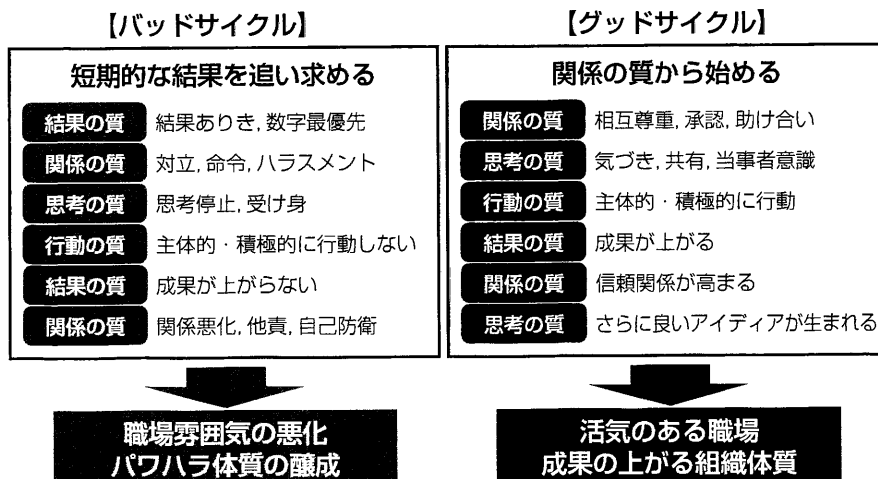 【バッドサイクル】
短期的な結果を追い求める
結果の質 結果ありき,数字最優先
関係の質 対立,命令,ハラスメント
思考の質 思考停止,受け身
行動の質 主体的・積極的に行動しない
結果の質 成果が上がらない
関係の質 関係悪化,他責,自己防衛
職場雰囲気の悪化
パワハラ体質の醸成
【グッドサイクル】
関係の質から始める
関係の質 相互尊重,承認,助け合い
思考の質 気づき,共有,当事者意識
行動の質 主体的・積極的に行動
結果の質 成果が上がる
関係の質 信頼関係が高まる
思考の質 さらに良いアイディアが生まれる
活気のある職場
成果の上がる組織体質